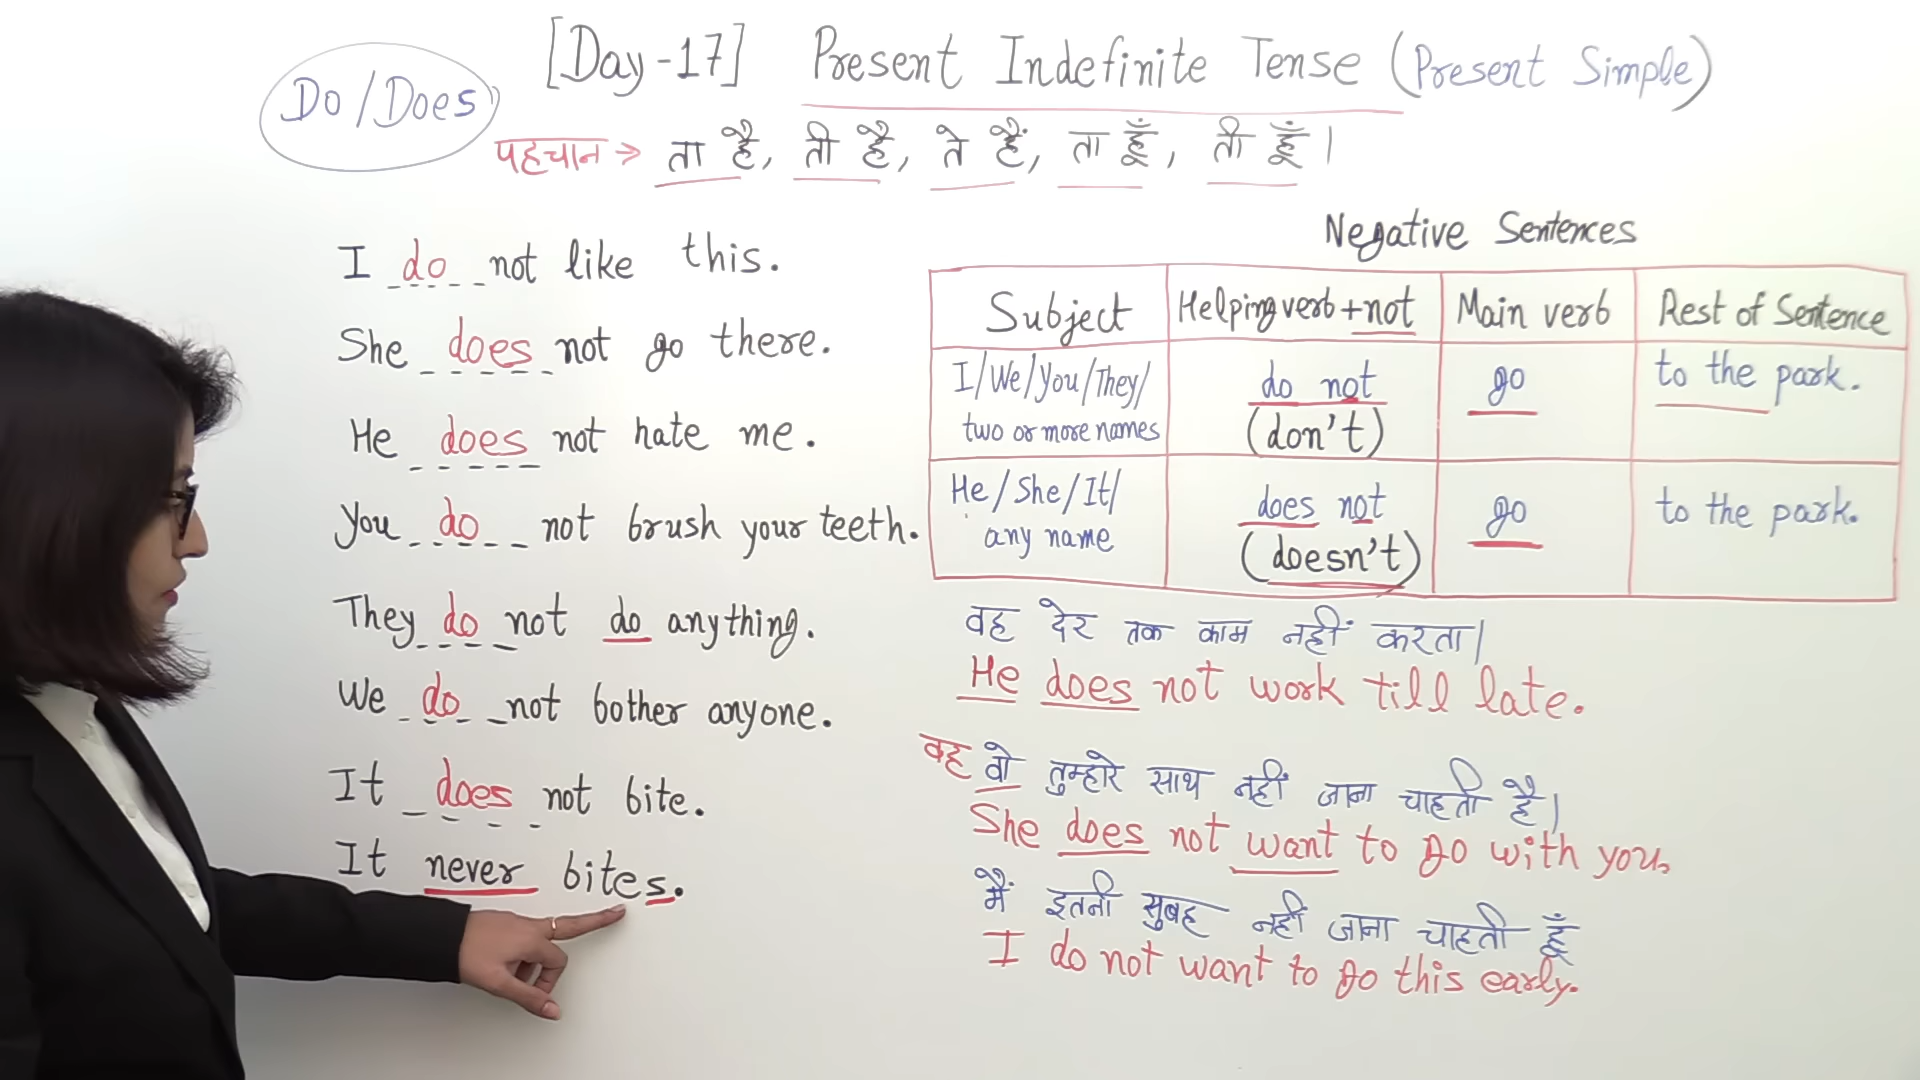 Do/Does
[Day-17] Present Indefinite Tense (Present Simple)
पहचान → ता है, ती है, ते हैं, ता हूँ, ती हूँ।
I do not like this.
She does not go there.
He does not hate me.
You do not brush your teeth.
They do not do anything.
We do not bother anyone.
It does not bite.
It never bites.
Negative Sentences
Subject Helping verb + not Main verb Rest of Sentence
I/We/You/They/ do not go to the park.
two or more names (don't)
He/She/It/ does not go to the park.
any name (doesn't)
वह देर तक काम नहीं करता।
He does not work till late.
वह वो तुम्हारे साथ नहीं जाना चाहती है।
She does not want to go with you.
मैं इतनी सुबह नहीं जाना चाहती हूँ
I do not want to go this early.